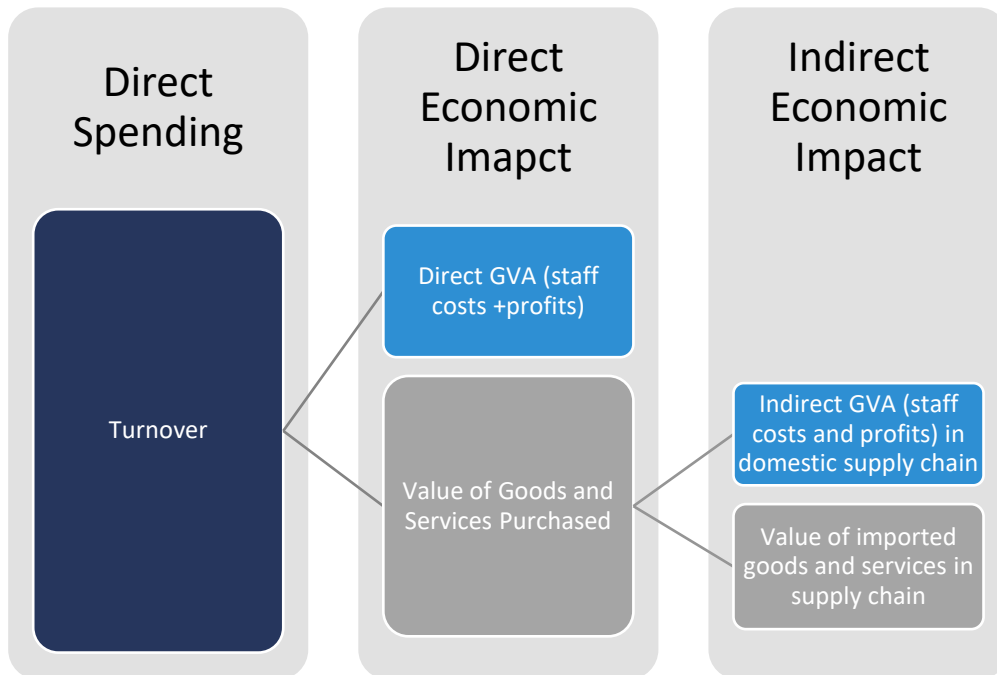 Direct
Spending
Turnover
Direct
Economic
Imapct
Direct GVA (staff
costs +profits)
Value of Goods and
Services Purchased
Indirect
Economic
Impact
Indirect GVA (staff
costs and profits) in
domestic supply chain
Value of imported
goods and services in
supply chain